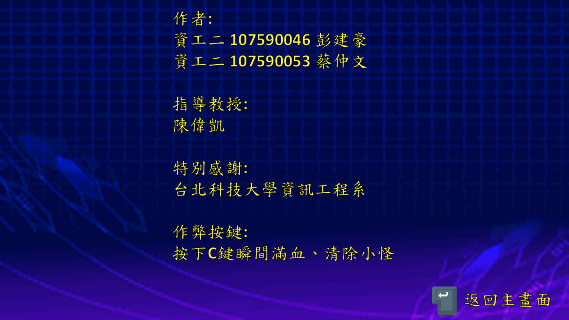 作者:
資工二 107590046 彭建豪
資工二 107590053 蔡仲文
指導教授:
陳偉凱
特別感謝:
台北科技大學資訊工程系
作弊按鍵:
按下C鍵瞬間滿血、清除小怪
返回主畫面